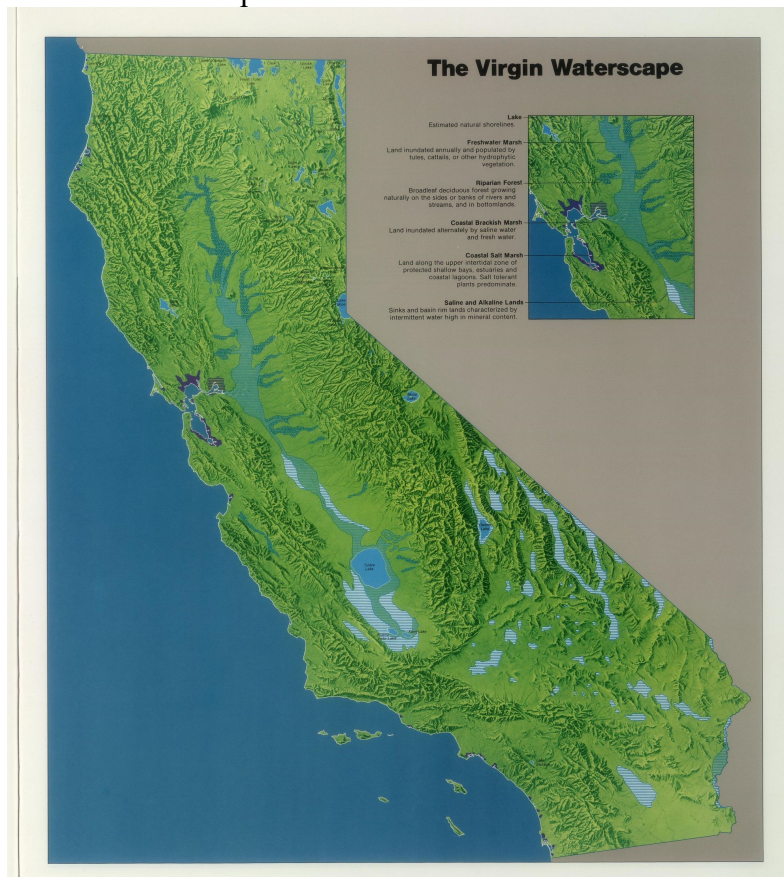 The Virgin Waterscape
Lake
Estimated natural shorelines.
Freshwater Marsh
Land inundated annually and populated by
tules, cattails, or other hydrophytic
vegetation.
Riparian Forest
Broadleaf deciduous forest growing
naturally on the sides or banks of rivers and
streams, and in bottomlands.
Coastal Brackish Marsh
Land inundated alternately by saline water
and fresh water.
Coastal Salt Marsh
Land along the upper intertidal zone of
protected shallow bays, estuaries and
coastal lagoons. Salt tolerant
plants predominate.
Saline and Alkaline Lands
Sinks and basin rim lands characterized by
intermittent water high in mineral content.
Mono
Lake
Tulare
Lake